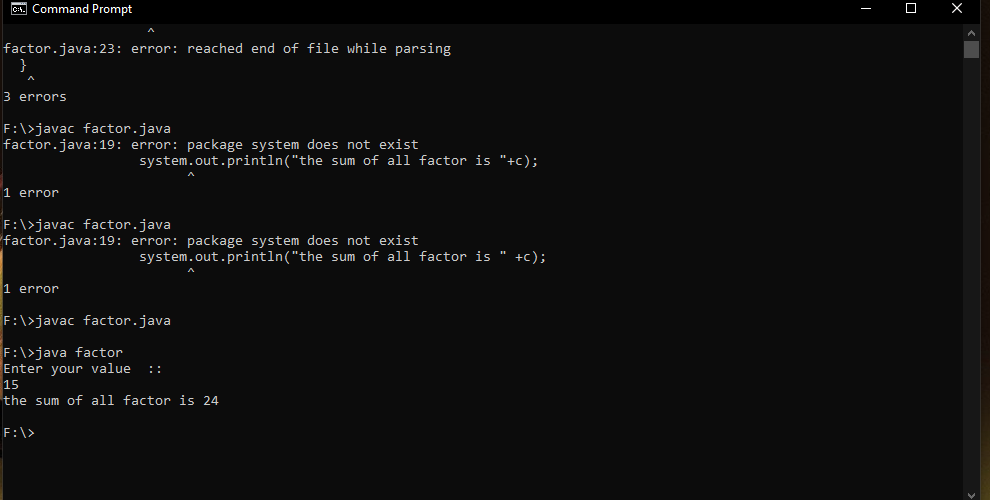 Command Prompt
^
factor.java:23: error: reached end of file while parsing
}
^
3 errors
F:\>javac factor.java
factor.java:19: error: package system does not exist
system.out.println("the sum of all factor is "+c);
^
1 error
F:\>javac factor.java
factor.java:19: error: package system does not exist
system.out.println("the sum of all factor is " +c);
^
1 error
F:\>javac factor.java
F:\>java factor
Enter your value  ::
15
the sum of all factor is 24
F:\>